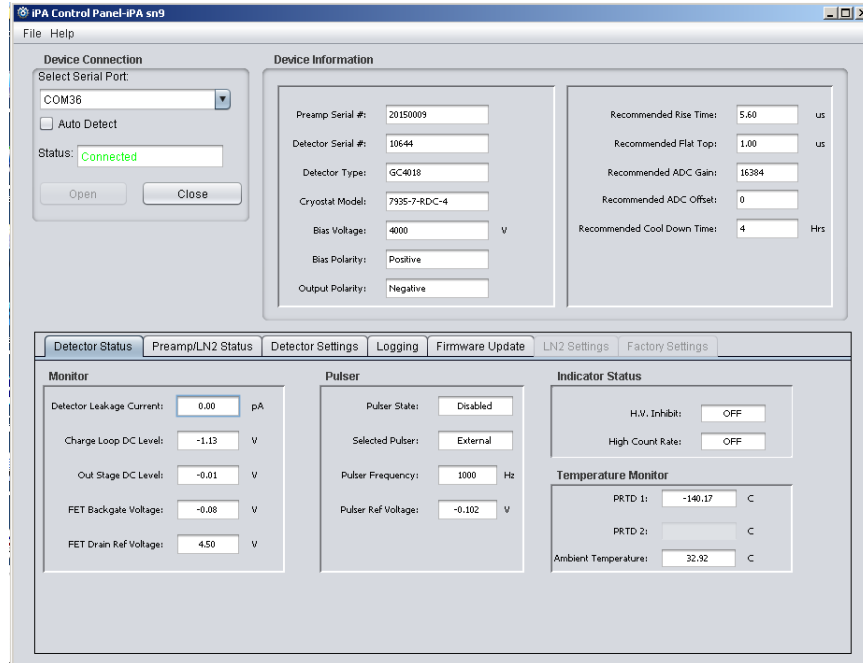 iPA Control Panel-iPA sn9
File Help
Device Connection
Select Serial Port:
COM36
Auto Detect
Status: Connected
Open Close
Device Information
Preamp Serial #: 20150009
Detector Serial #: 10644
Detector Type: GC4018
Cryostat Model: 7935-7-RDC-4
Bias Voltage: 4000 V
Bias Polarity: Positive
Output Polarity: Negative
Recommended Rise Time: 5.60 us
Recommended Flat Top: 1.00 us
Recommended ADC Gain: 16384
Recommended ADC Offset: 0
Recommended Cool Down Time: 4 Hrs
Detector Status Preamp/LN2 Status Detector Settings Logging Firmware Update LN2 Settings Factory Settings
Monitor
Detector Leakage Current: 0.00 pA
Charge Loop DC Level: -1.13 V
Out Stage DC Level: -0.01 V
FET Backgate Voltage: -0.08 V
FET Drain Ref Voltage: 4.50 V
Pulser
Pulser State: Disabled
Selected Pulser: External
Pulser Frequency: 1000 Hz
Pulser Ref Voltage: -0.102 V
Indicator Status
H.V. Inhibit: OFF
High Count Rate: OFF
Temperature Monitor
PRTD 1: -140.17 C
PRTD 2: C
Ambient Temperature: 32.92 C